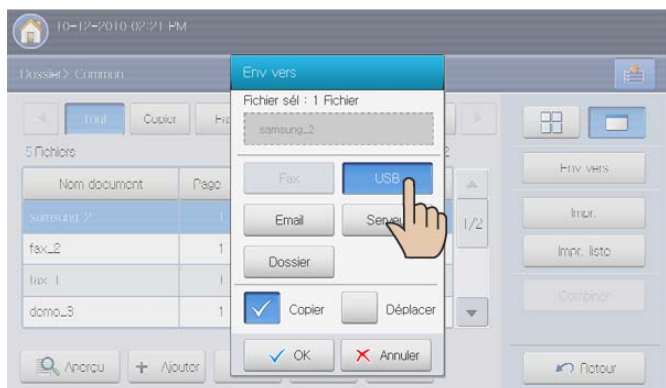 10-12-2010 02:21 PM
Dossier> Commun
Env vers
Fichier sél : 1 Fichier
samsung_2
Tout
Copier
5 Fichiers
Nom document
Page
samsung_2
1
fax_2
1
fax_1
1
demo_3
1
Fax
USB
Email
Dossier
Copier
Déplacer
OK
Annuler
1/2
Env vers
Impr.
Impr. liste
Combiner
Aperçu
Ajouter
Retour